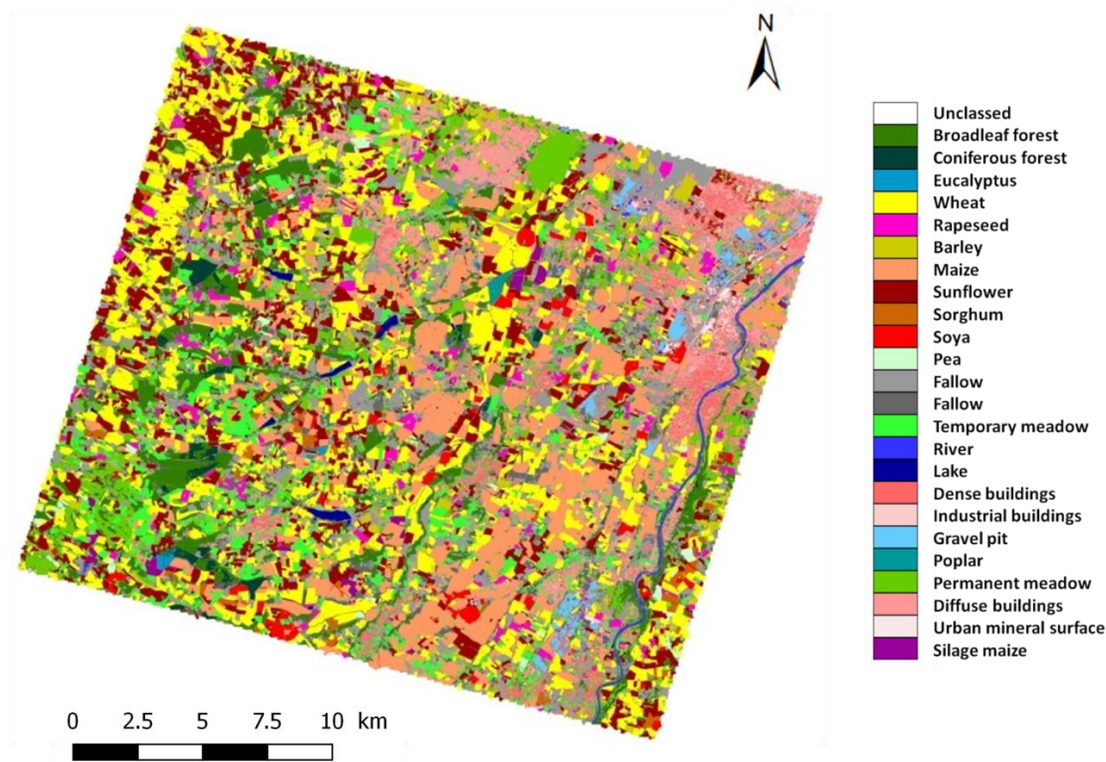 N
Unclassed
Broadleaf forest
Coniferous forest
Eucalyptus
Wheat
Rapeseed
Barley
Maize
Sunflower
Sorghum
Soya
Pea
Fallow
Fallow
Temporary meadow
River
Lake
Dense buildings
Industrial buildings
Gravel pit
Poplar
Permanent meadow
Diffuse buildings
Urban mineral surface
Silage maize
0 2.5 5 7.5 10 km